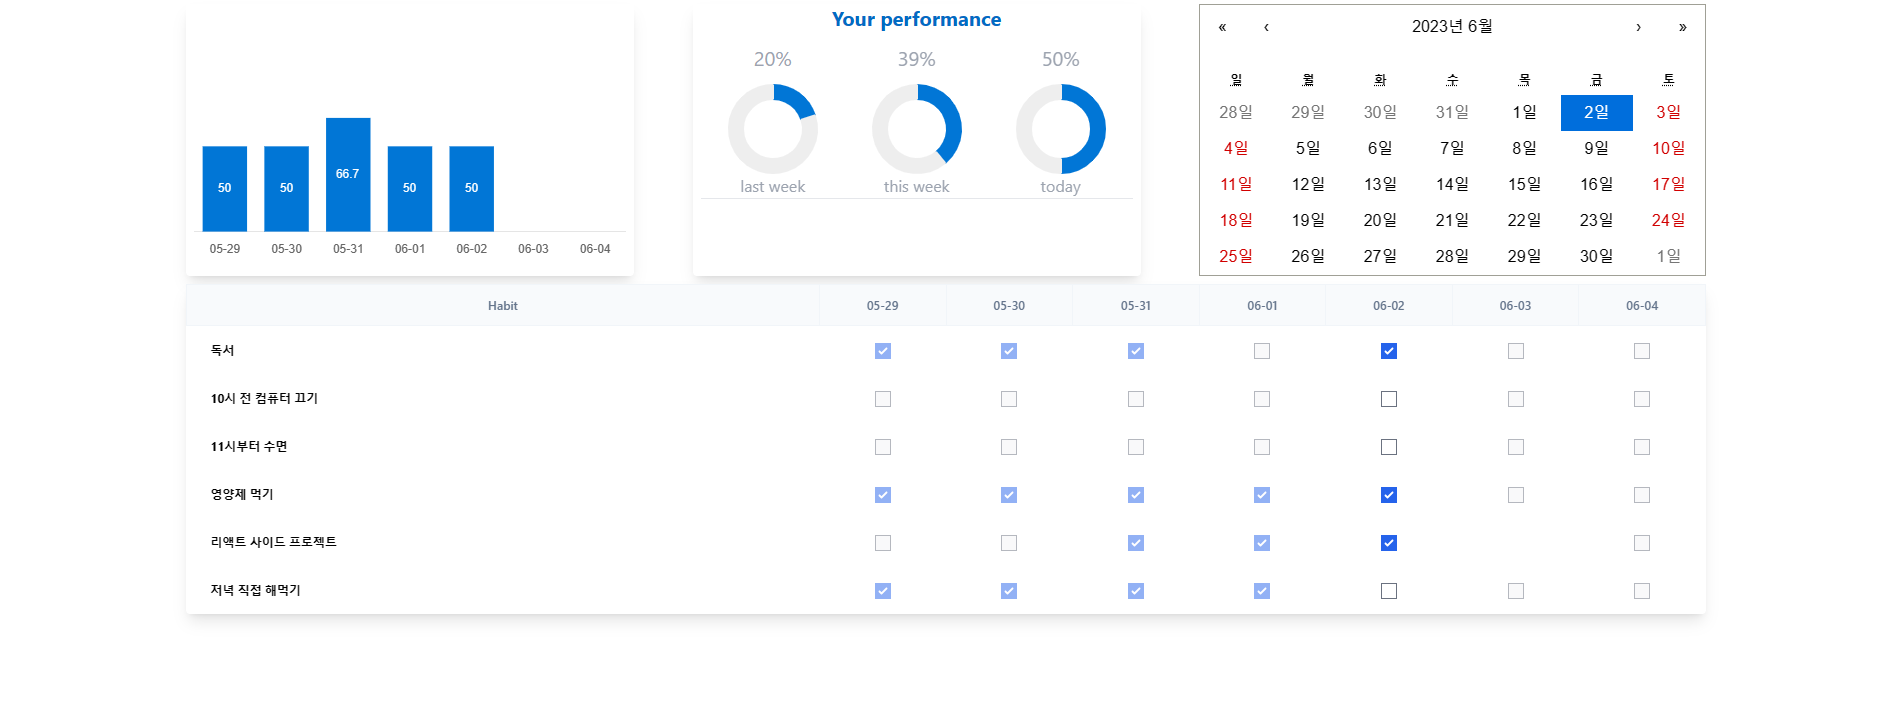 50 50 66.7 50 50
05-29 05-30 05-31 06-01 06-02 06-03 06-04
Your performance
20% 39% 50%
last week this week today
« ‹ 2023년 6월 › »
일 월 화 수 목 금 토
28일 29일 30일 31일 1일 2일 3일
4일 5일 6일 7일 8일 9일 10일
11일 12일 13일 14일 15일 16일 17일
18일 19일 20일 21일 22일 23일 24일
25일 26일 27일 28일 29일 30일 1일
Habit 05-29 05-30 05-31 06-01 06-02 06-03 06-04
독서
10시 전 컴퓨터 끄기
11시부터 수면
영양제 먹기
리액트 사이드 프로젝트
저녁 직접 해먹기